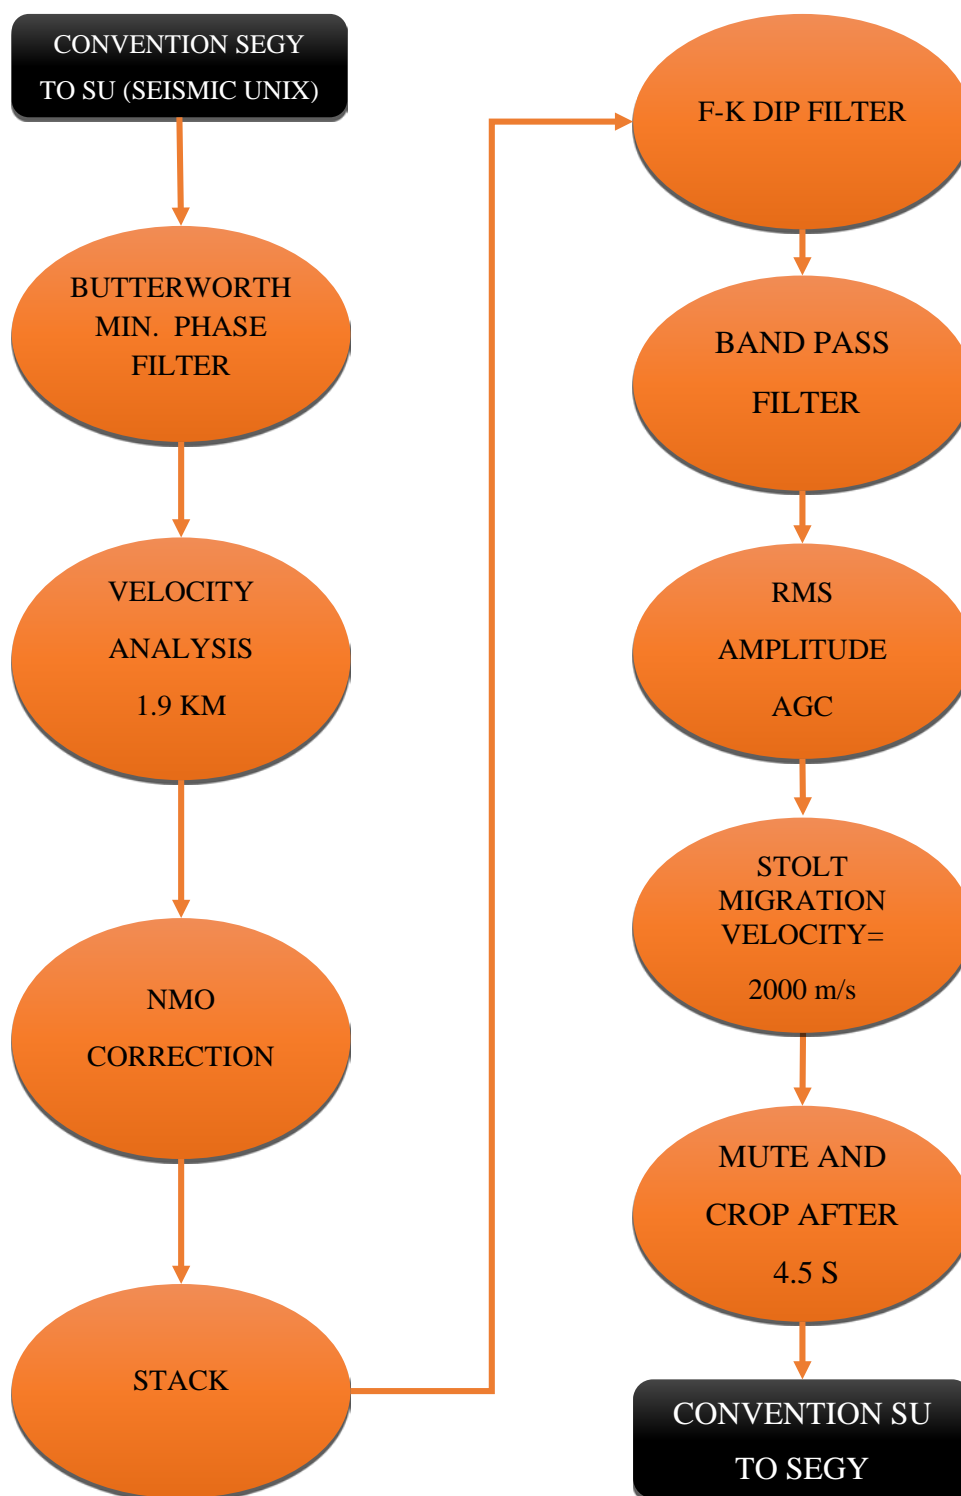 CONVENTION SEGY
TO SU (SEISMIC UNIX)
BUTTERWORTH
MIN. PHASE
FILTER
VELOCITY
ANALYSIS
1.9 KM
NMO
CORRECTION
STACK
F-K DIP FILTER
BAND PASS
FILTER
RMS
AMPLITUDE
AGC
STOLT
MIGRATION
VELOCITY=
2000 m/s
MUTE AND
CROP AFTER
4.5 S
CONVENTION SU
TO SEGY